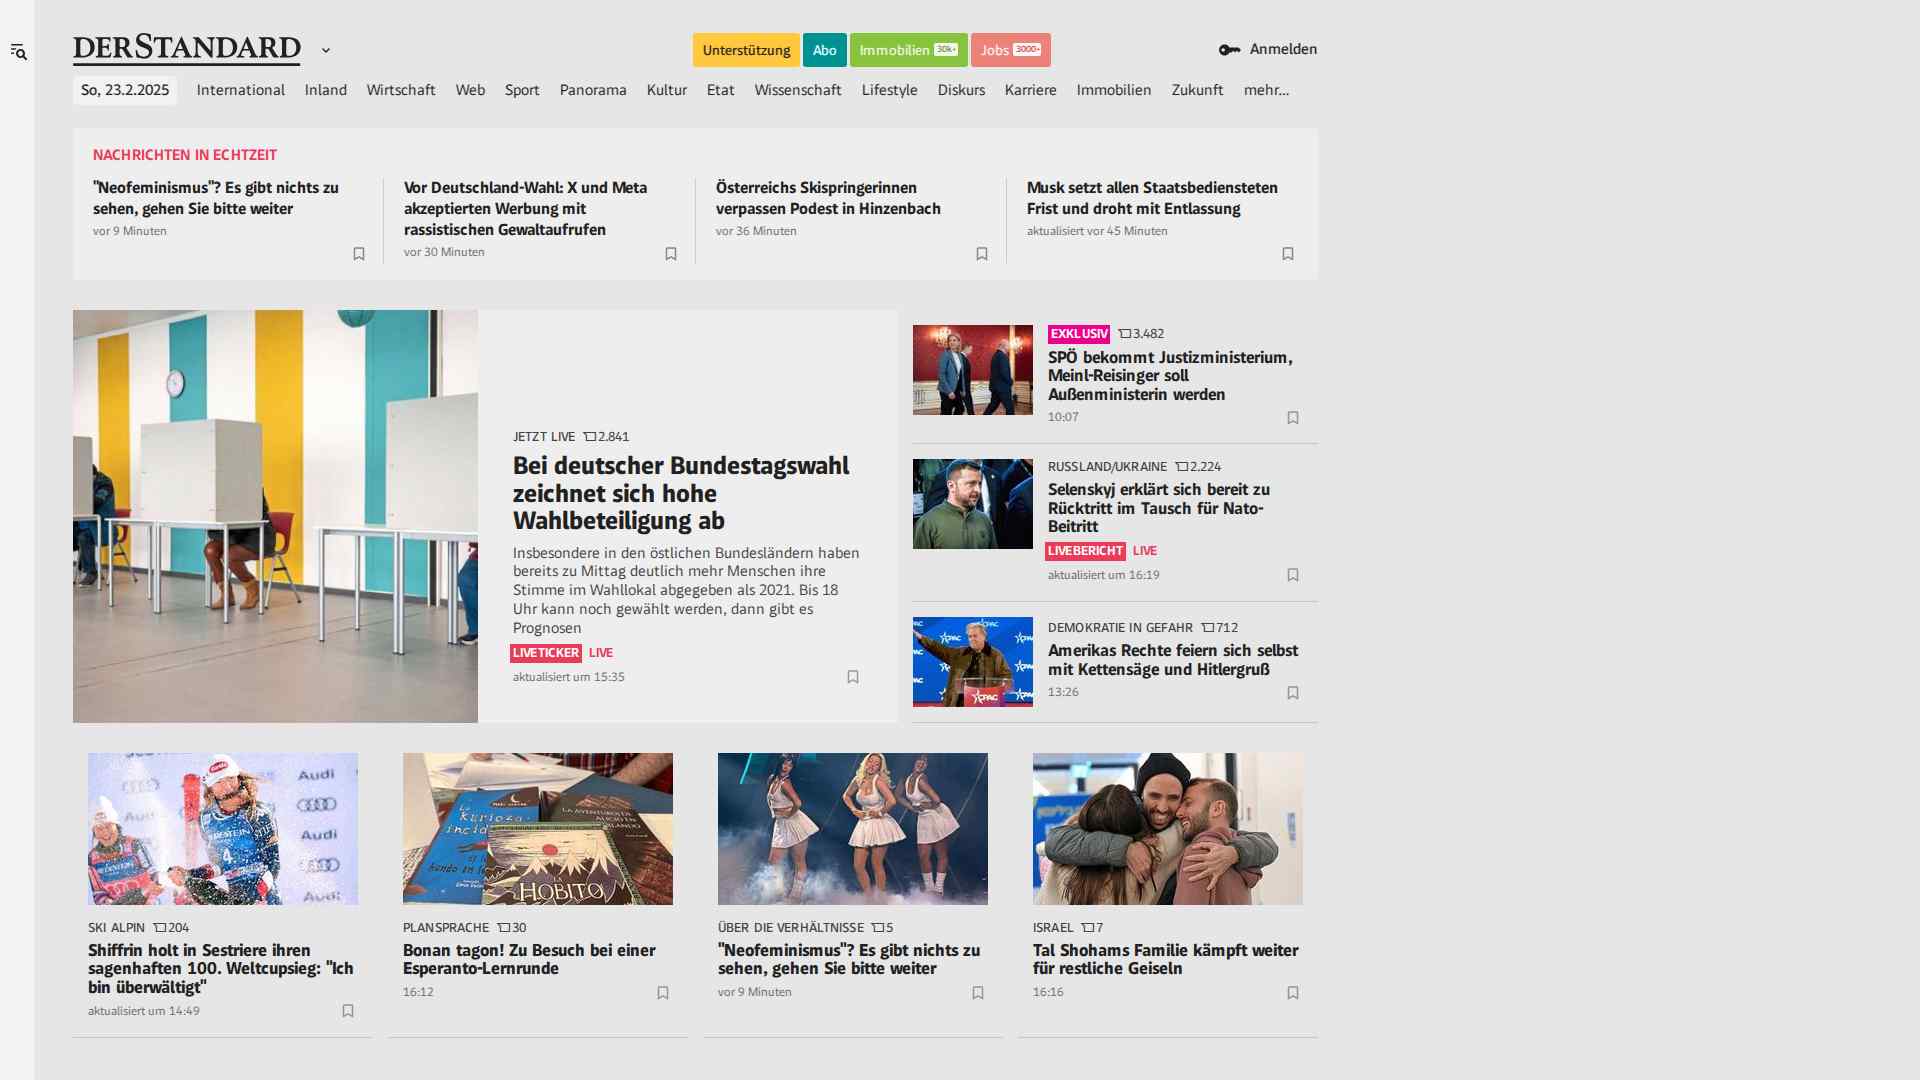 DERSTANDARD
Unterstützung
Abo
Immobilien 30k+
Jobs 3000+
Anmelden
So, 23.2.2025 International Inland Wirtschaft Web Sport Panorama Kultur Etat Wissenschaft Lifestyle Diskurs Karriere Immobilien Zukunft mehr…
NACHRICHTEN IN ECHTZEIT
"Neofeminismus"? Es gibt nichts zu
sehen, gehen Sie bitte weiter
vor 9 Minuten
Vor Deutschland-Wahl: X und Meta
akzeptierten Werbung mit
rassistischen Gewaltaufrufen
vor 30 Minuten
Österreichs Skispringerinnen
verpassen Podest in Hinzenbach
vor 36 Minuten
Musk setzt allen Staatsbediensteten
Frist und droht mit Entlassung
aktualisiert vor 45 Minuten
JETZT LIVE 2.841
Bei deutscher Bundestagswahl
zeichnet sich hohe
Wahlbeteiligung ab
Insbesondere in den östlichen Bundesländern haben
bereits zu Mittag deutlich mehr Menschen ihre
Stimme im Wahllokal abgegeben als 2021. Bis 18
Uhr kann noch gewählt werden, dann gibt es
Prognosen
LIVETICKER LIVE
aktualisiert um 15:35
EXKLUSIV 3.482
SPÖ bekommt Justizministerium,
Meinl-Reisinger soll
Außenministerin werden
10:07
RUSSLAND/UKRAINE 2.224
Selenskyj erklärt sich bereit zu
Rücktritt im Tausch für Nato-
Beitritt
LIVEBERICHT LIVE
aktualisiert um 16:19
CPAC
CPAC
DEMOKRATIE IN GEFAHR 712
Amerikas Rechte feiern sich selbst
mit Kettensäge und Hitlergruß
13:26
Audi
Audi
Audi
4
SKI ALPIN 204
Shiffrin holt in Sestriere ihren
sagenhaften 100. Weltcupsieg: "Ich
bin überwältigt"
aktualisiert um 14:49
LA
HOBITO
PLANSPRACHE 30
Bonan tagon! Zu Besuch bei einer
Esperanto-Lernrunde
16:12
ÜBER DIE VERHÄLTNISSE 5
"Neofeminismus"? Es gibt nichts zu
sehen, gehen Sie bitte weiter
vor 9 Minuten
ISRAEL 7
Tal Shohams Familie kämpft weiter
für restliche Geiseln
16:16